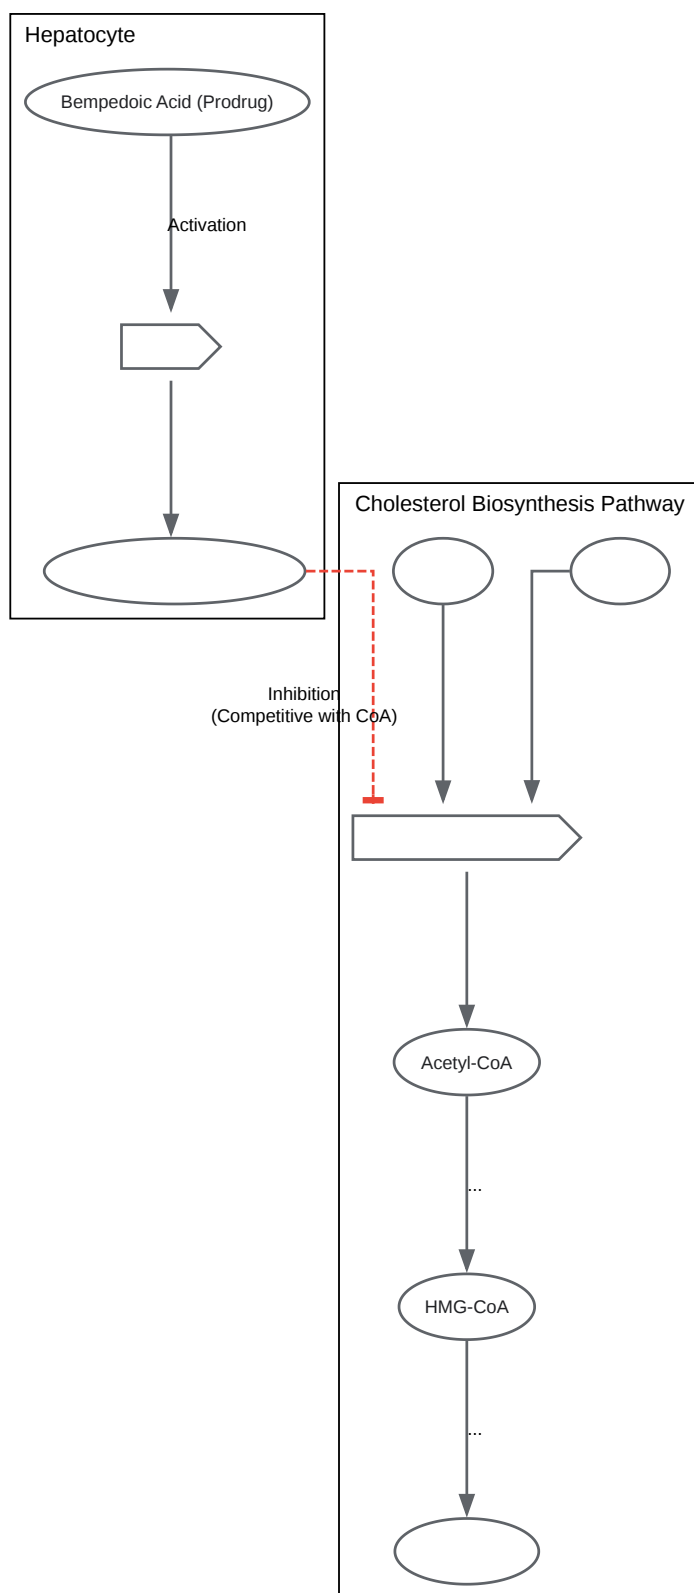 Hepatocyte
Bempedoic Acid (Prodrug)
Activation
Cholesterol Biosynthesis Pathway
Inhibition
(Competitive with CoA)
Acetyl-CoA
...
HMG-CoA
...